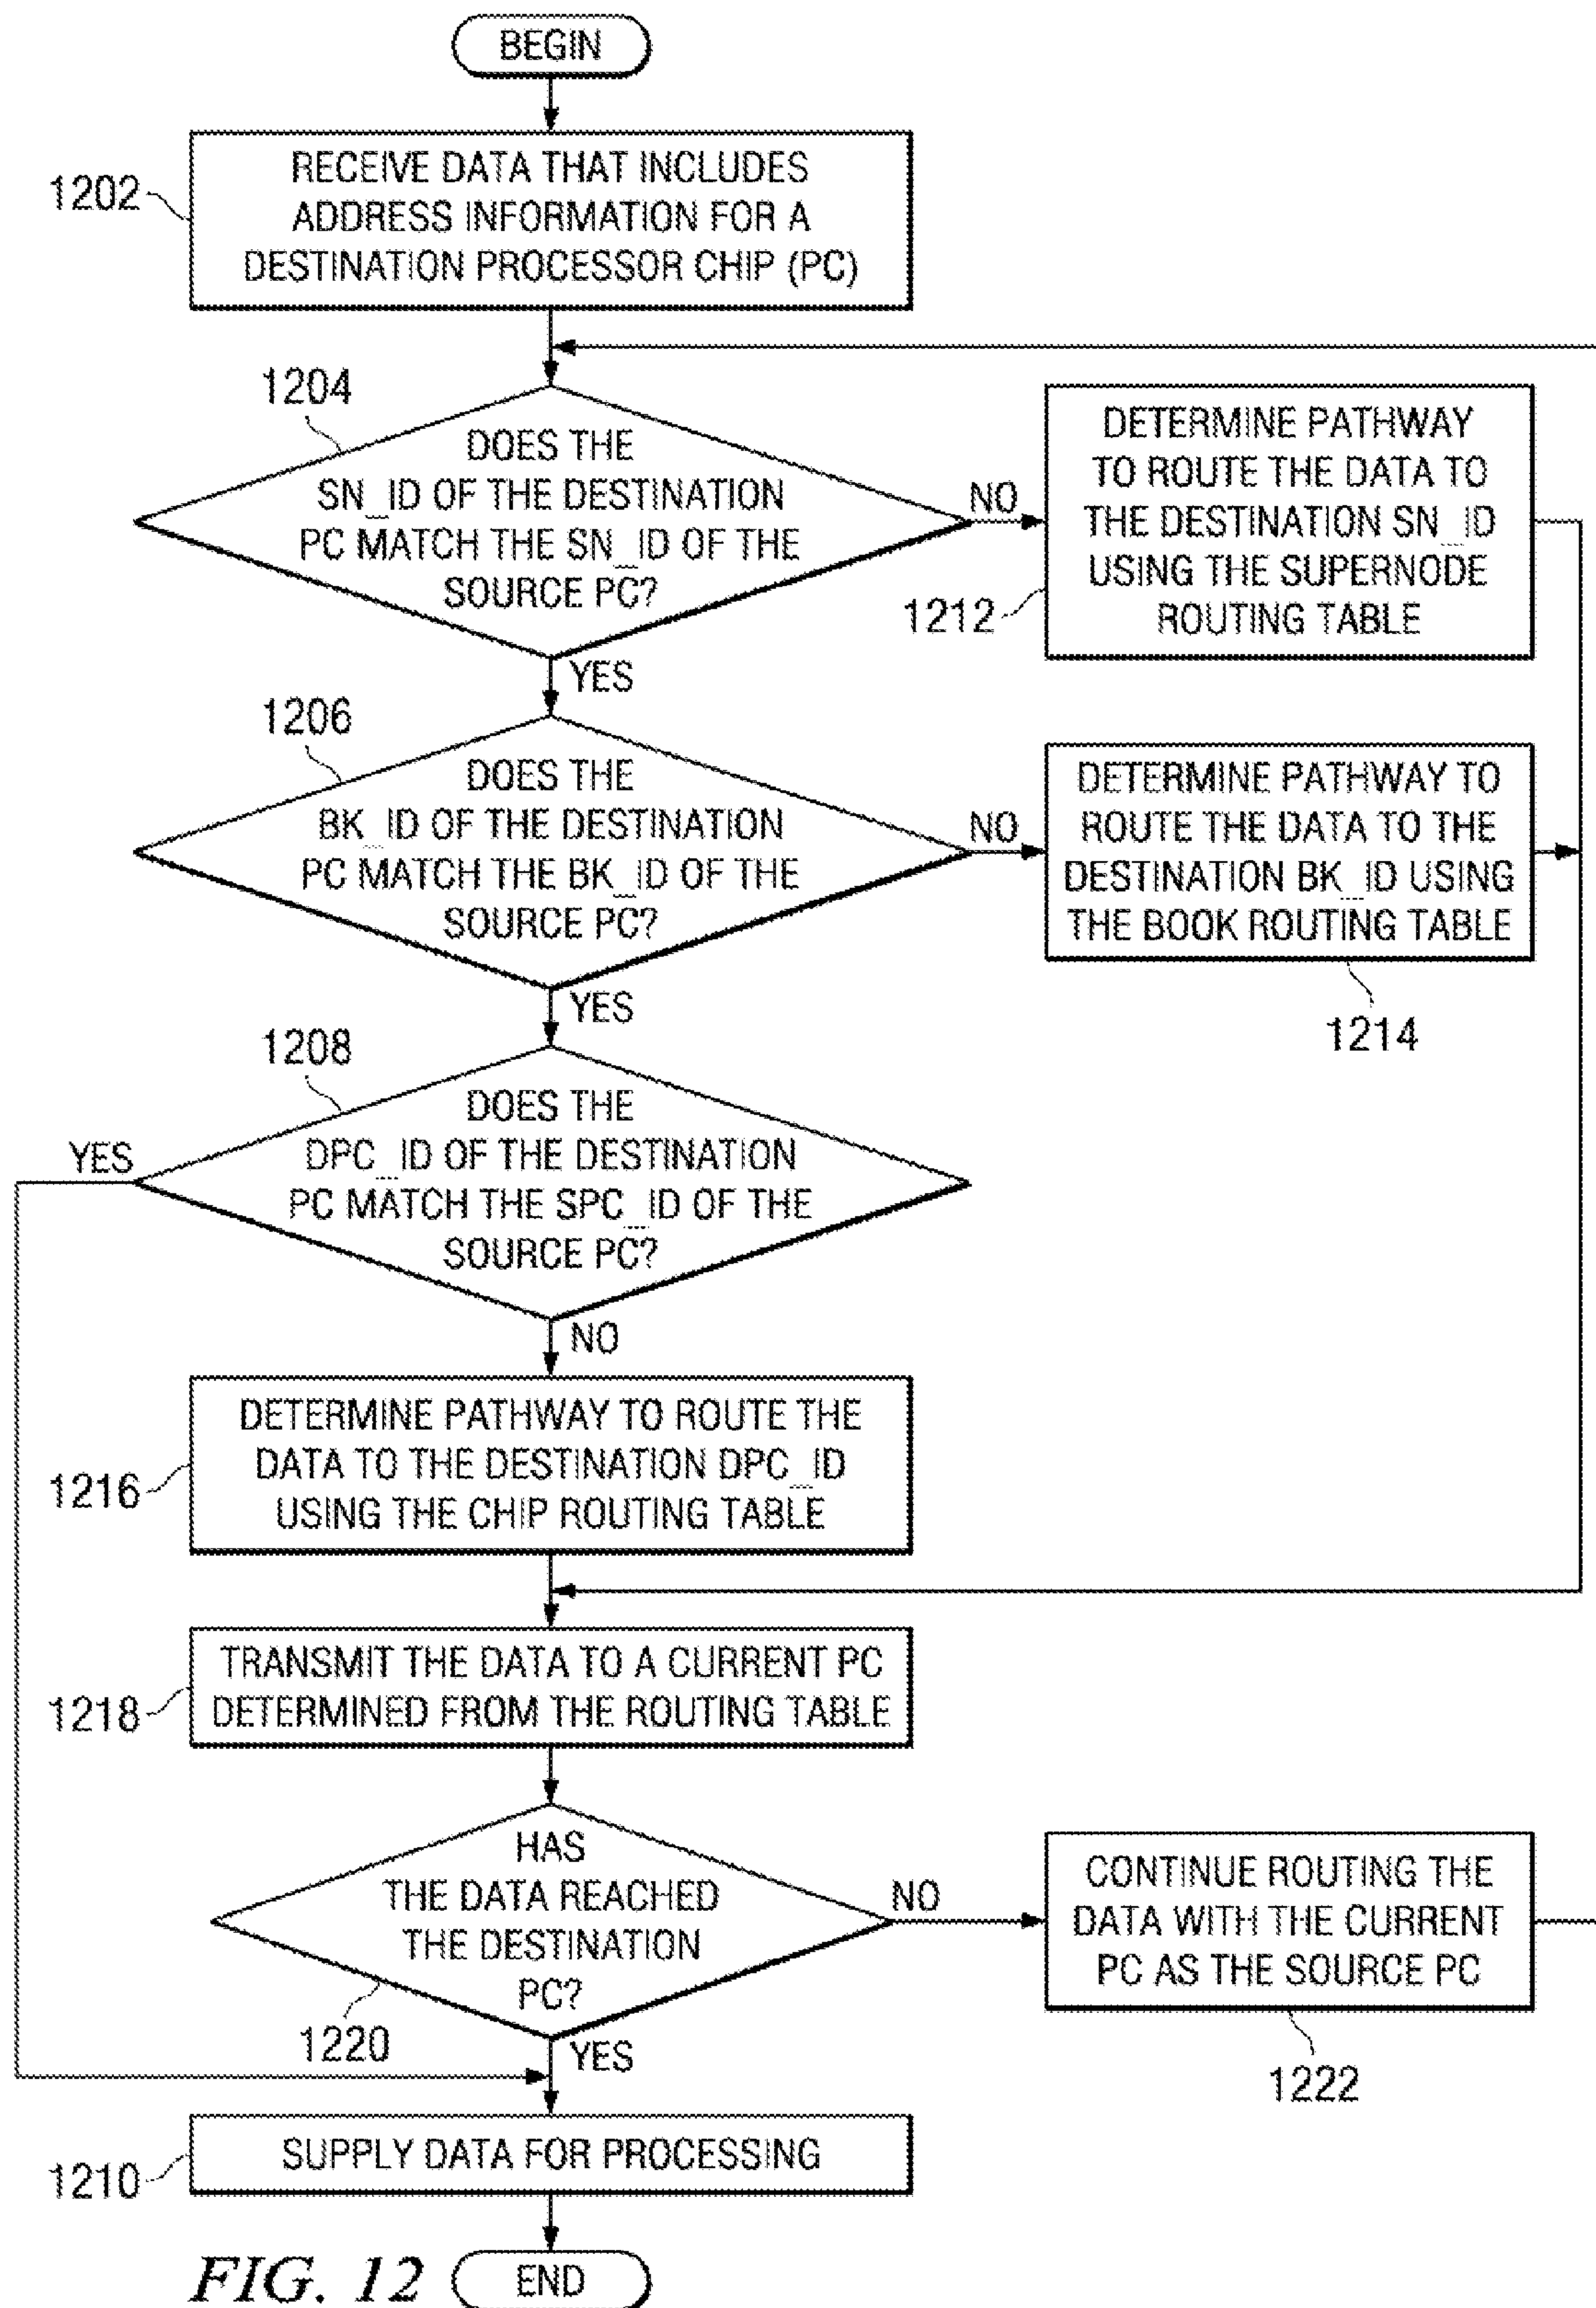 BEGIN
RECEIVE DATA THAT INCLUDES
ADDRESS INFORMATION FOR A
DESTINATION PROCESSOR CHIP (PC)
1202
1204
DOES THE
SN_ID OF THE DESTINATION
PC MATCH THE SN_ID OF THE
SOURCE PC?
NO
YES
DETERMINE PATHWAY
TO ROUTE THE DATA TO
THE DESTINATION SN_ID
USING THE SUPERNODE
ROUTING TABLE
1212
1206
DOES THE
BK_ID OF THE DESTINATION
PC MATCH THE BK_ID OF THE
SOURCE PC?
NO
YES
DETERMINE PATHWAY TO
ROUTE THE DATA TO THE
DESTINATION BK_ID USING
THE BOOK ROUTING TABLE
1214
1208
DOES THE
DPC_ID OF THE DESTINATION
PC MATCH THE SPC_ID OF THE
SOURCE PC?
YES
NO
DETERMINE PATHWAY TO ROUTE THE
DATA TO THE DESTINATION DPC_ID
USING THE CHIP ROUTING TABLE
1216
TRANSMIT THE DATA TO A CURRENT PC
DETERMINED FROM THE ROUTING TABLE
1218
HAS
THE DATA REACHED
THE DESTINATION
PC?
1220
NO
YES
CONTINUE ROUTING THE
DATA WITH THE CURRENT
PC AS THE SOURCE PC
1222
SUPPLY DATA FOR PROCESSING
1210
END
FIG. 12